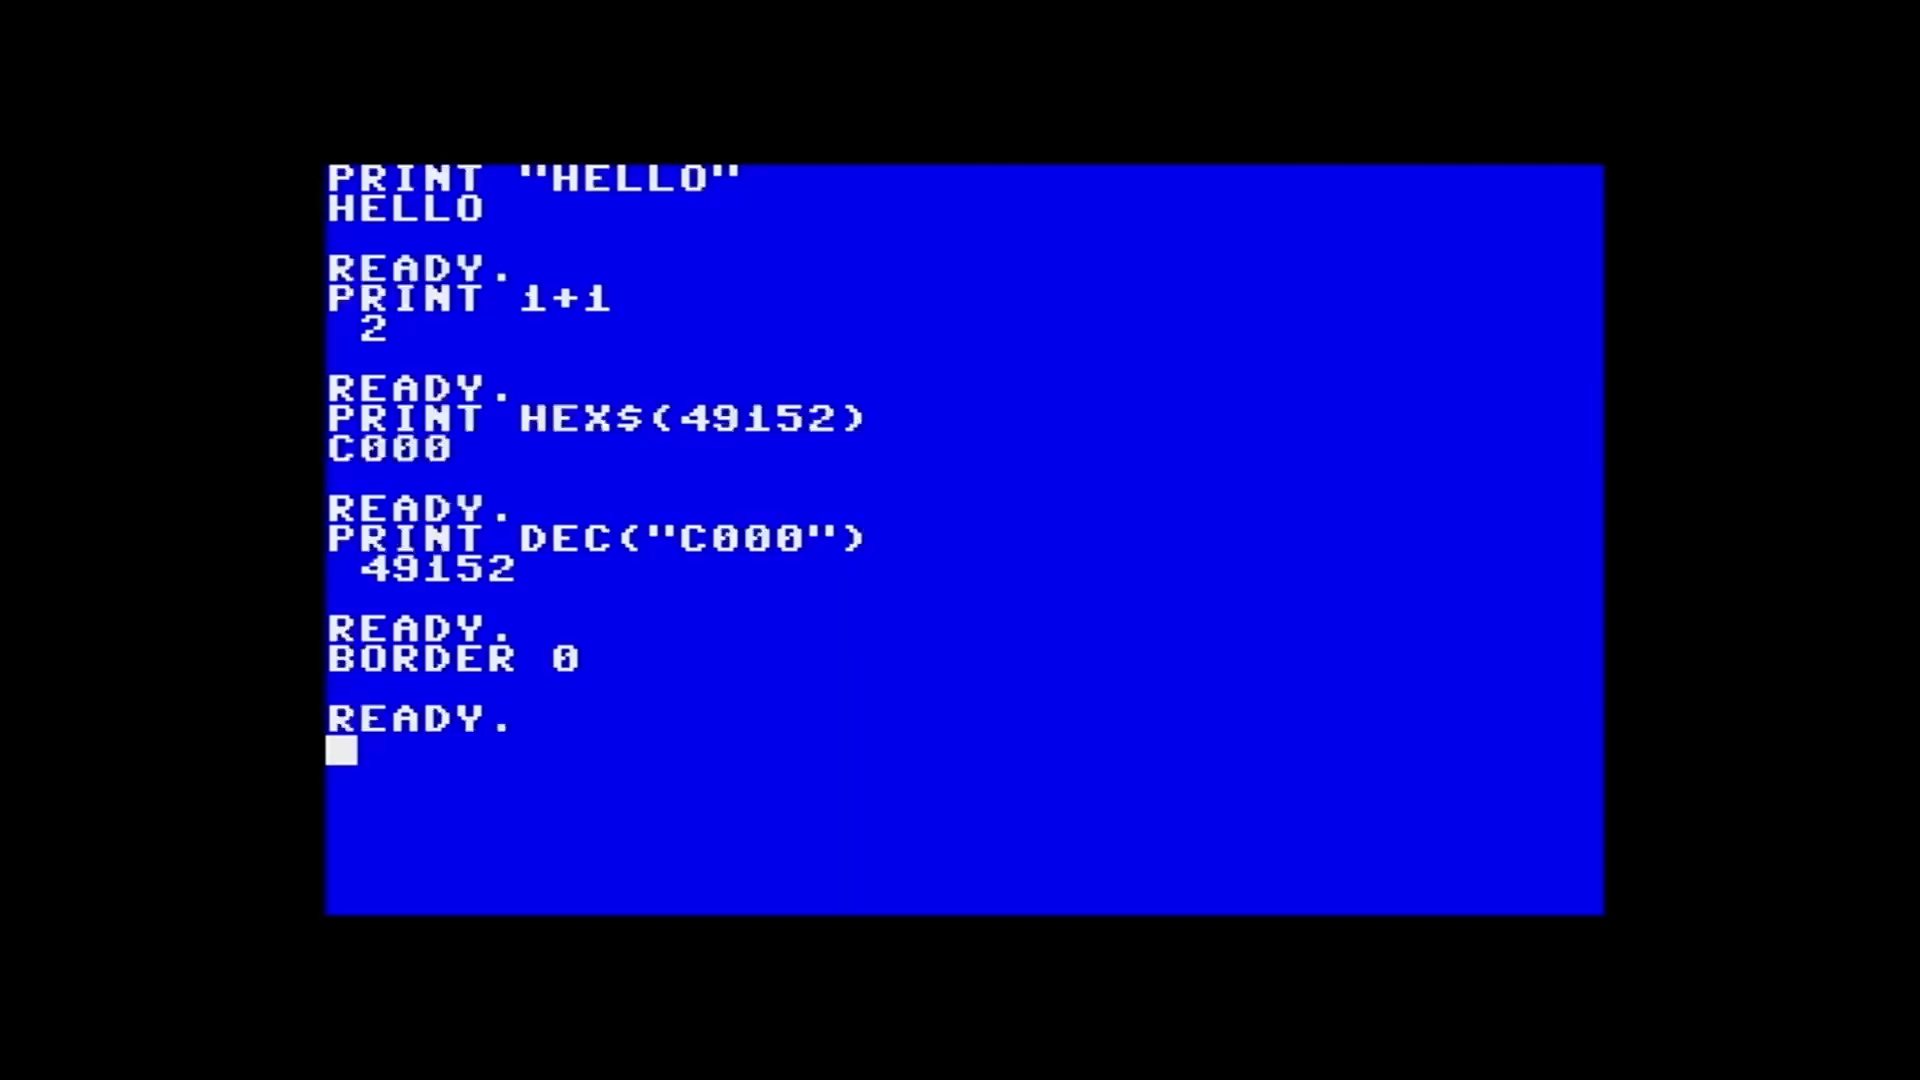 PRINT "HELLO"
HELLO
READY.
PRINT 1+1
 2
READY.
PRINT HEX$(49152)
C000
READY.
PRINT DEC("C000")
 49152
READY.
BORDER 0
READY.